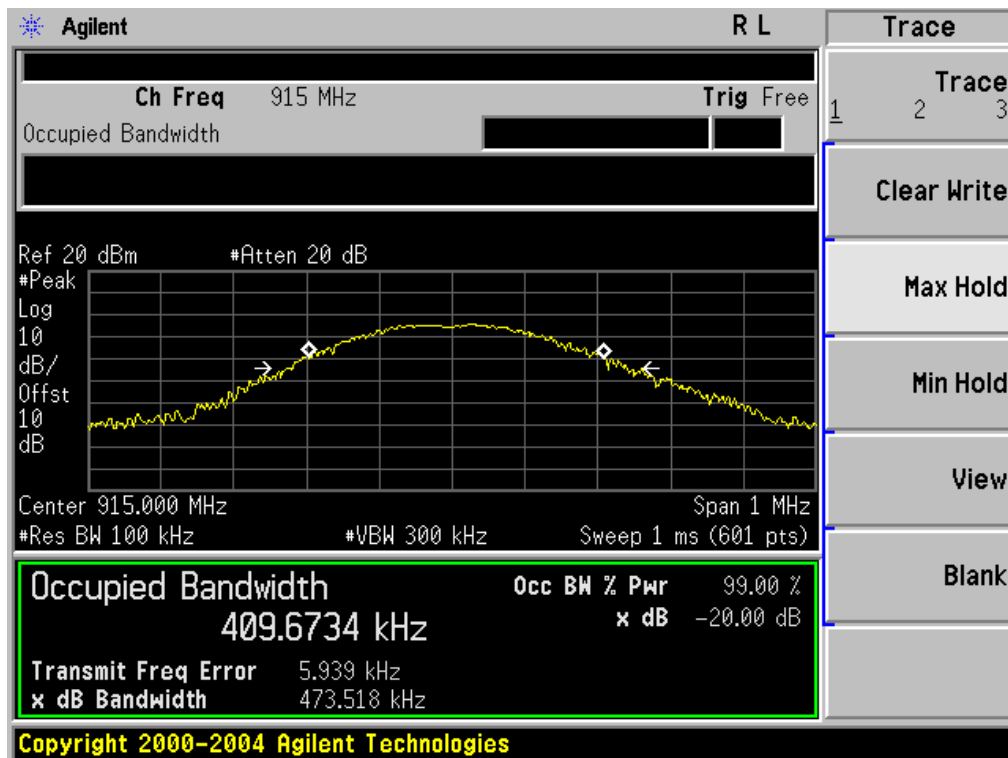 Agilent R L Trace
Trace
1 2 3
Ch Freq 915 MHz Trig Free
Occupied Bandwidth
Clear Write
Ref 20 dBm #Atten 20 dB
#Peak
Log
10
dB/
Offst
10
dB
Max Hold
Min Hold
View
Center 915.000 MHz Span 1 MHz
#Res BW 100 kHz #VBW 300 kHz Sweep 1 ms (601 pts)
Blank
Occupied Bandwidth Occ BW % Pwr 99.00 %
409.6734 kHz x dB -20.00 dB
Transmit Freq Error 5.939 kHz
x dB Bandwidth 473.518 kHz
Copyright 2000-2004 Agilent Technologies